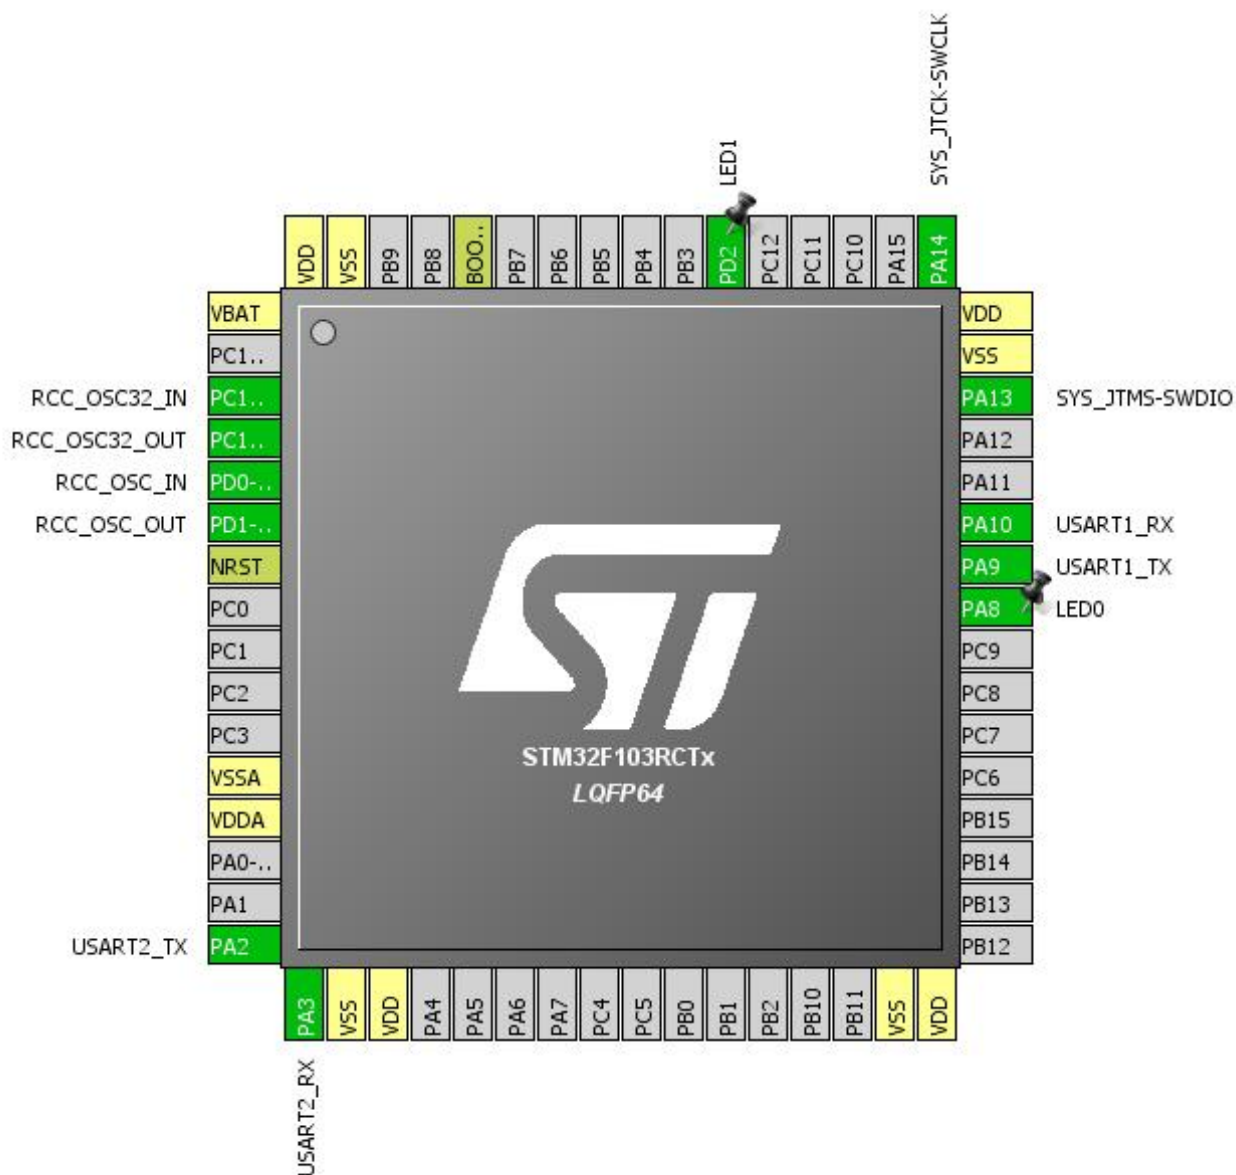 SYS_JTCK-SWCLK
LED1
VDD
VSS
PB9
PB8
BOO..
PB7
PB6
PB5
PB4
PB3
PD2
PC12
PC11
PC10
PA15
PA14
VBAT
PC1..
RCC_OSC32_IN PC1..
RCC_OSC32_OUT PC1..
RCC_OSC_IN PD0-..
RCC_OSC_OUT PD1-..
NRST
PC0
PC1
PC2
PC3
VSSA
VDDA
PA0-..
PA1
USART2_TX PA2
VDD
VSS
PA13 SYS_JTMS-SWDIO
PA12
PA11
PA10 USART1_RX
PA9 USART1_TX
PA8 LED0
PC9
PC8
PC7
PC6
PB15
PB14
PB13
PB12
ST
STM32F103RCTx
LQFP64
PA3
VSS
VDD
PA4
PA5
PA6
PA7
PC4
PC5
PB0
PB1
PB2
PB10
PB11
VSS
VDD
USART2_RX